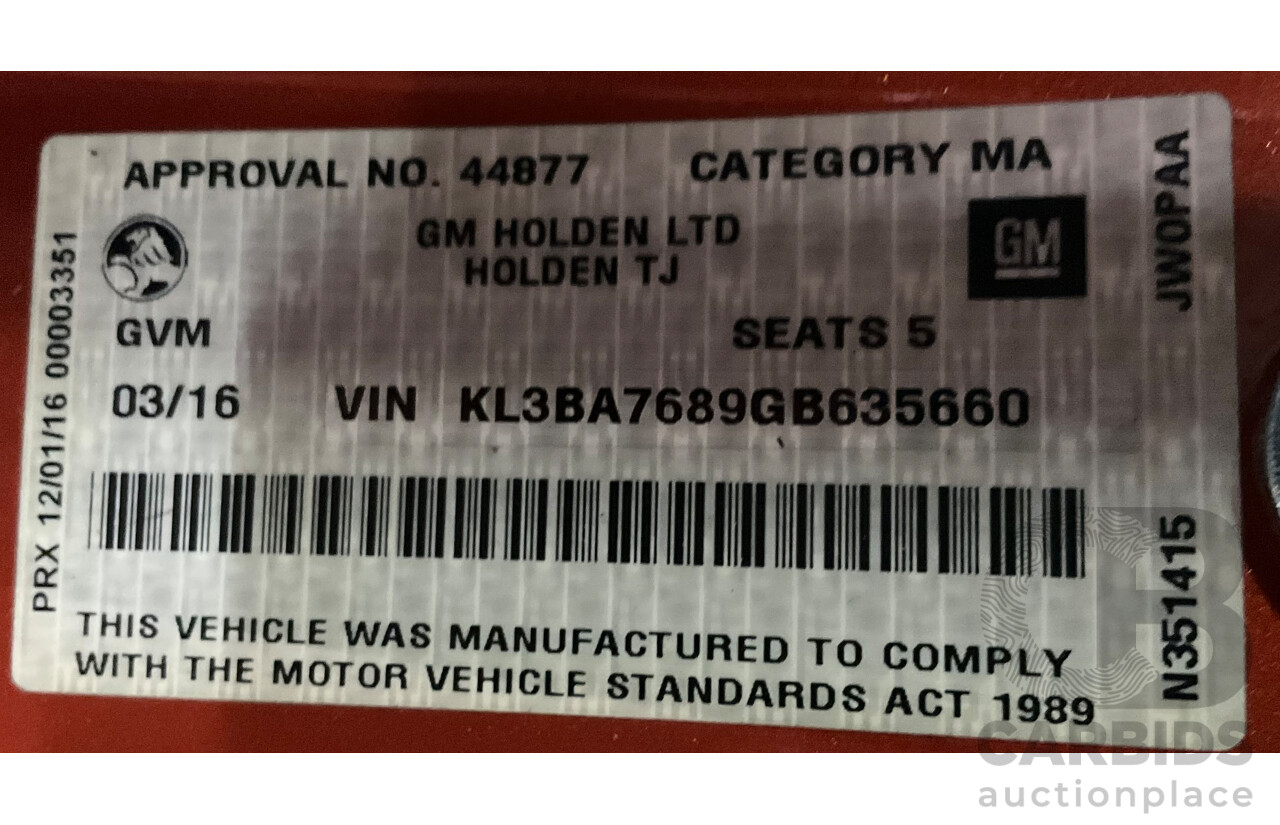 APPROVAL NO. 44877 CATEGORY MA
GM HOLDEN LTD
HOLDEN TJ
GM
GVM SEATS 5
03/16 VIN KL3BA7689GB635660
THIS VEHICLE WAS MANUFACTURED TO COMPLY
WITH THE MOTOR VEHICLE STANDARDS ACT 1989
PRX 12/01/16 00003351
JW0PAA
N351415
CB
CARBIDS
auctionplace